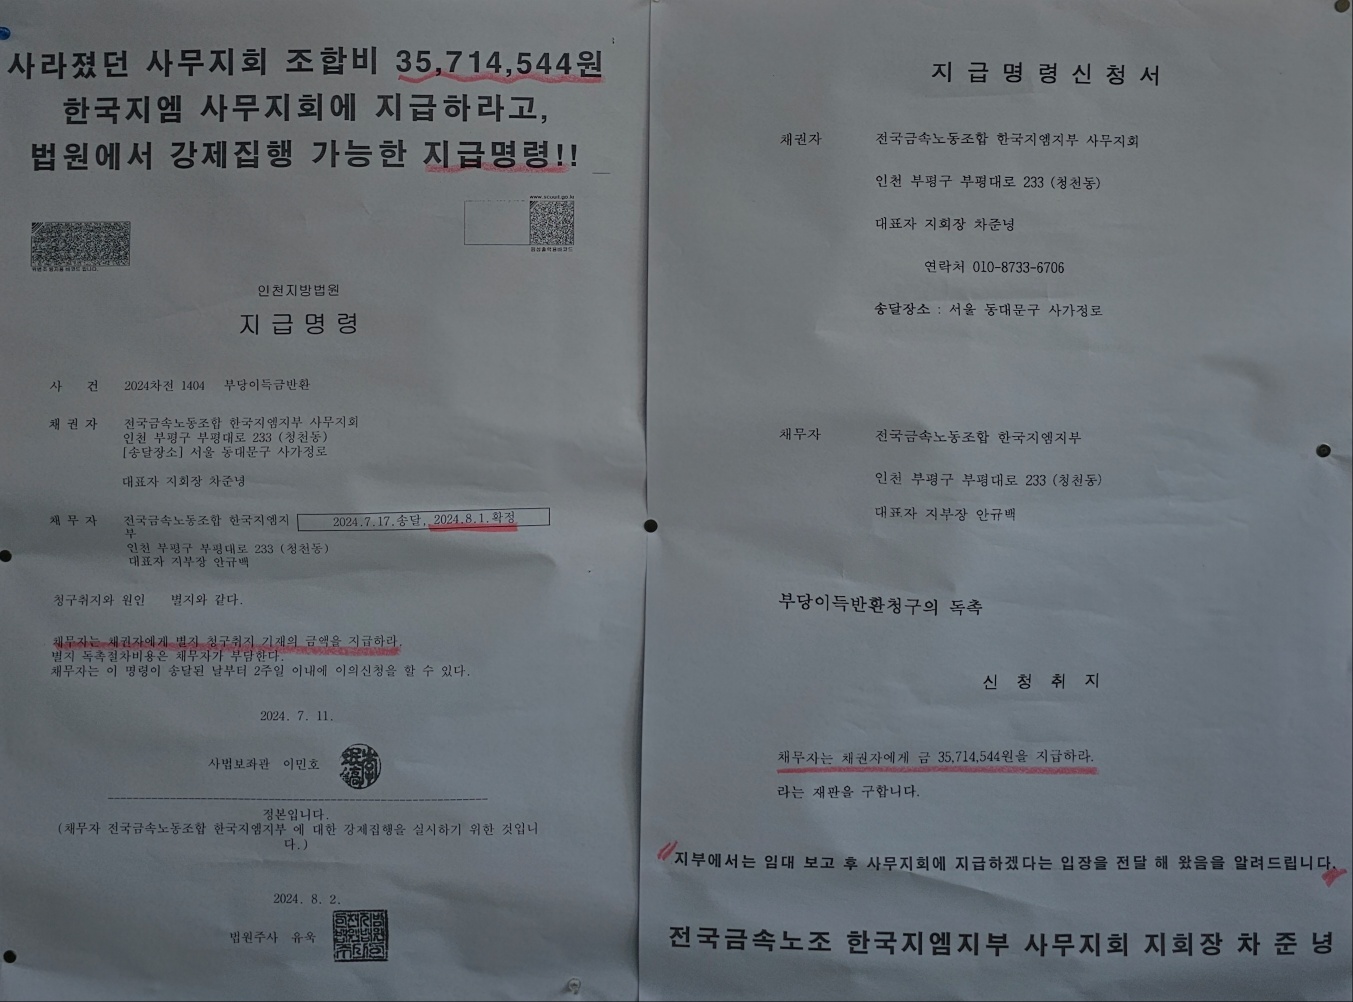 사라졌던 사무지회 조합비 35,714,544원
한국지엠 사무지회에 지급하라고,
법원에서 강제집행 가능한 지급명령!!
www.scourt.go.kr
인천지방법원
지급명령
사 건 2024차전 1404 부당이득금반환
채 권 자 전국금속노동조합 한국지엠지부 사무지회
인천 부평구 부평대로 233 (청천동)
[송달장소] 서울 동대문구 사가정로
대표자 지회장 차준녕
채 무 자 전국금속노동조합 한국지엠지
부
2024.7.17.송달, 2024.8.1.확정
인천 부평구 부평대로 233 (청천동)
대표자 지부장 안규백
청구취지와 원인 별지와 같다.
채무자는 채권자에게 별지 청구취지 기재의 금액을 지급하라.
별지 독촉절차비용은 채무자가 부담한다.
채무자는 이 명령이 송달된 날부터 2주일 이내에 이의신청을 할 수 있다.
2024. 7. 11.
사법보좌관 이민호
정본입니다.
(채무자 전국금속노동조합 한국지엠지부 에 대한 강제집행을 실시하기 위한 것입니
다.)
2024. 8. 2.
법원주사 유욱
지급명령신청서
채권자 전국금속노동조합 한국지엠지부 사무지회
인천 부평구 부평대로 233 (청천동)
대표자 지회장 차준녕
연락처 010-8733-6706
송달장소 : 서울 동대문구 사가정로
채무자 전국금속노동조합 한국지엠지부
인천 부평구 부평대로 233 (청천동)
대표자 지부장 안규백
부당이득반환청구의 독촉
신 청 취 지
채무자는 채권자에게 금 35,714,544원을 지급하라.
라는 재판을 구합니다.
지부에서는 임대 보고 후 사무지회에 지급하겠다는 입장을 전달 해 왔음을 알려드립니다.
전국금속노조 한국지엠지부 사무지회 지회장 차 준 녕